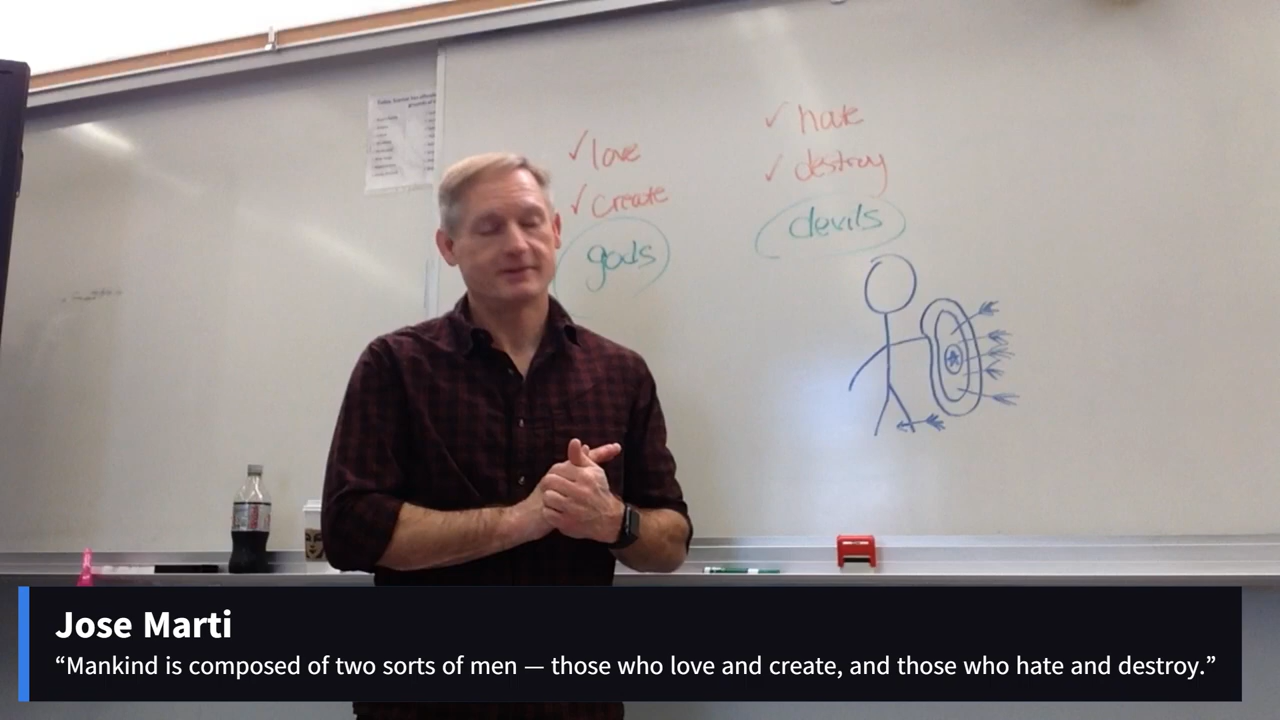 ✓ love
✓ create
gods
✓ hate
✓ destroy
devils
Jose Marti
“Mankind is composed of two sorts of men — those who love and create, and those who hate and destroy.”